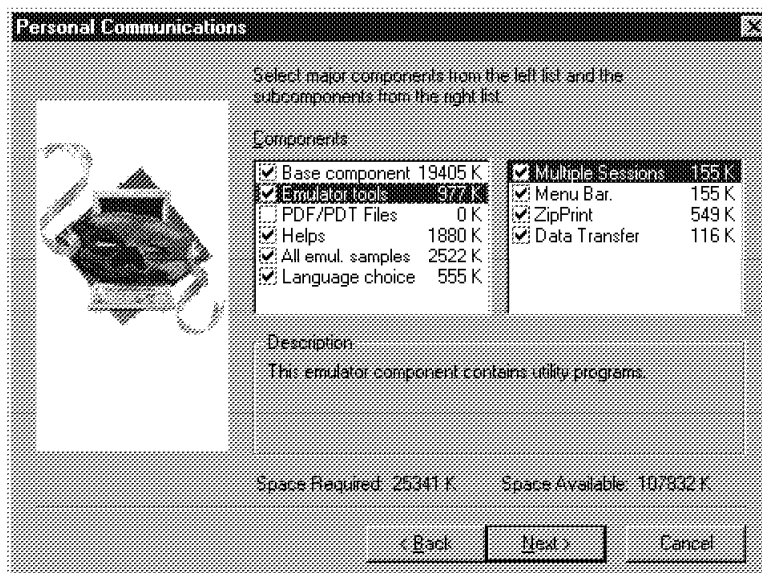 Personal Communications
Select major components from the left list and the
subcomponents from the right list.
Components
Base component 19405 K
Emulator tools 977 K
PDF/PDT Files 0 K
Helps 1880 K
All emul. samples 2522 K
Language choice 555 K
Multiple Sessions 155 K
Menu Bar. 155 K
ZipPrint 549 K
Data Transfer 116 K
Description
This emulator component contains utility programs.
Space Required: 25341 K Space Available: 107832 K
< Back Next > Cancel